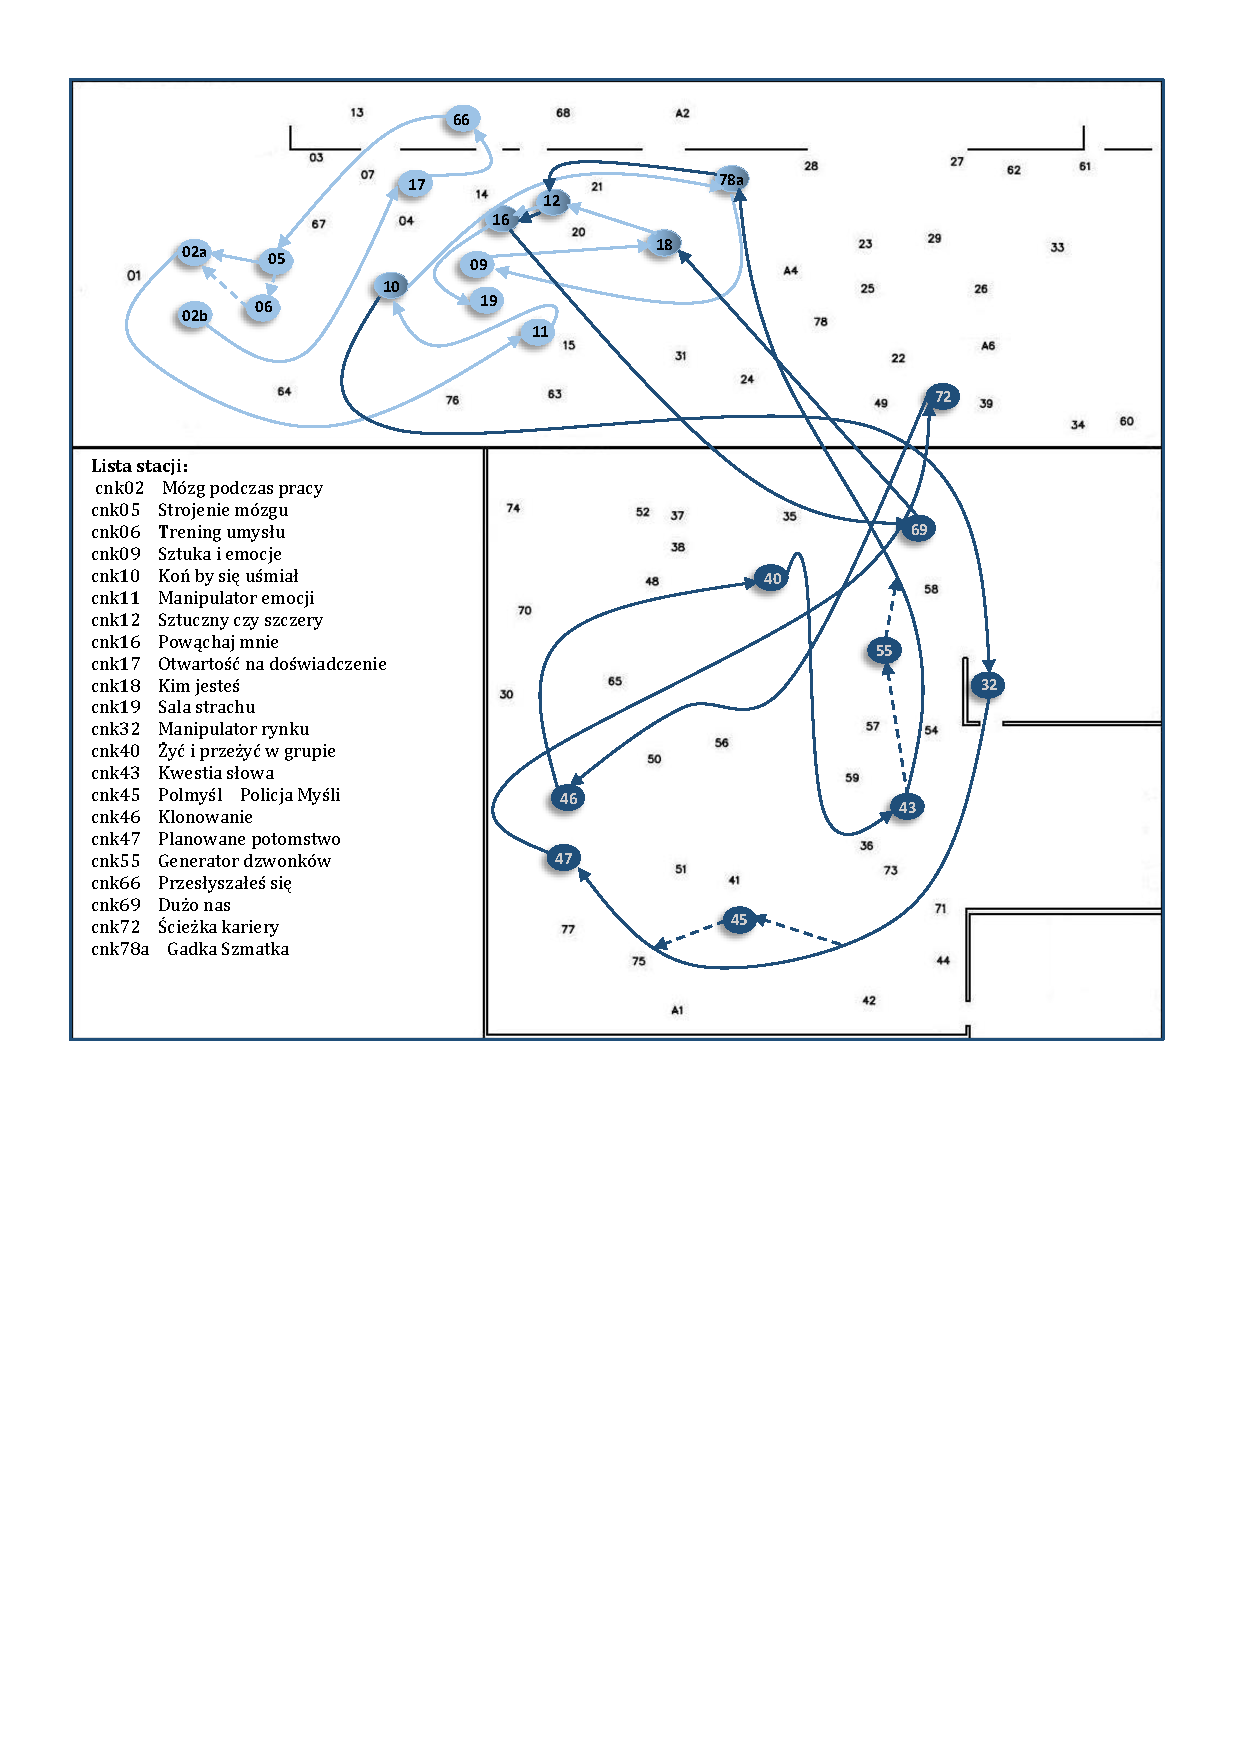 13
66
68
A2
03
07
17
67
04
14
16
12
21
20
78a
28
27
62
61
02a
05
01
02b
06
10
09
19
11
18
15
A4
23
29
33
25
26
78
22
A6
31
24
64
76
63
49
72
39
34
60
Lista stacji:
cnk02 Mózg podczas pracy
cnk05 Strojenie mózgu
cnk06 Trening umysłu
cnk09 Sztuka i emocje
cnk10 Koń by się uśmiał
cnk11 Manipulator emocji
cnk12 Sztuczny czy szczery
cnk16 Powąchaj mnie
cnk17 Otwartość na doświadczenie
cnk18 Kim jesteś
cnk19 Sala strachu
cnk32 Manipulator rynku
cnk40 Żyć i przeżyć w grupie
cnk43 Kwestia słowa
cnk45 Polmyśl Policja Myśli
cnk46 Klonowanie
cnk47 Planowane potomstwo
cnk55 Generator dzwonków
cnk66 Przesłyszałeś się
cnk69 Dużo nas
cnk72 Ścieżka kariery
cnk78a Gadka Szmatka
74
52
37
35
69
38
48
40
58
70
55
30
65
32
57
54
56
50
59
46
43
36
47
51
41
73
45
71
77
75
44
42
A1